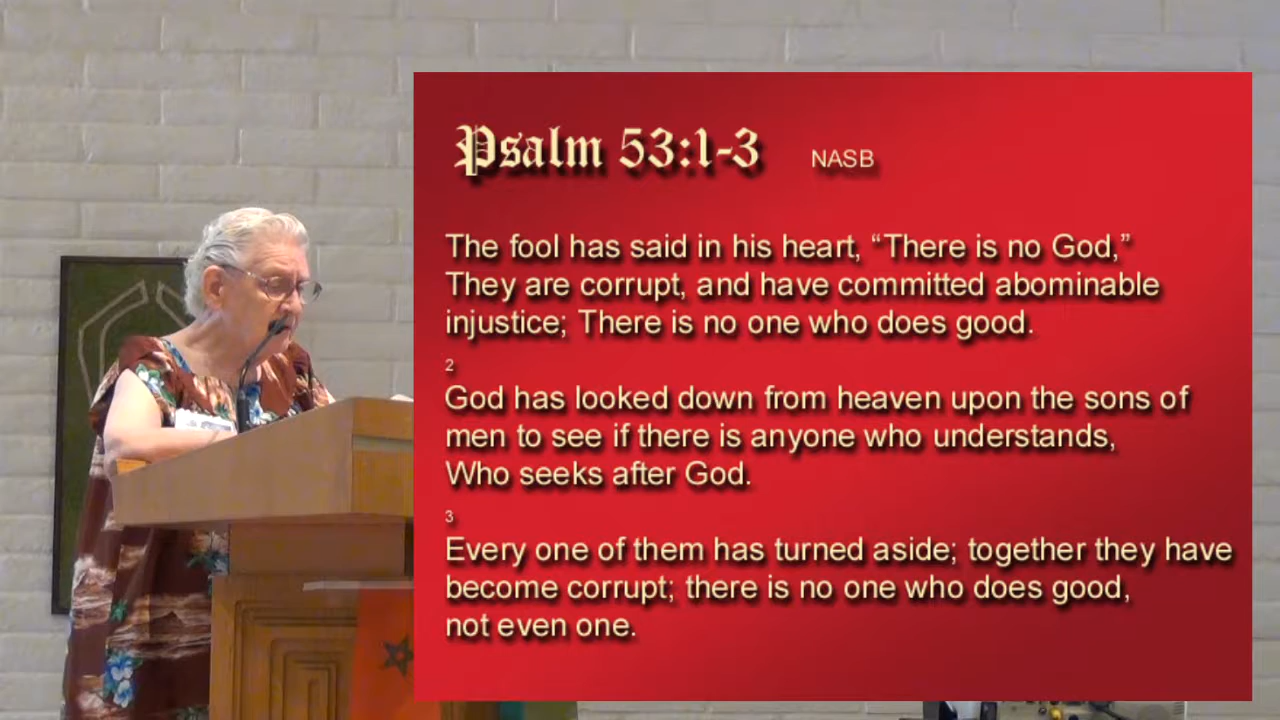 Psalm 53:1-3 NASB
The fool has said in his heart, “There is no God,”
They are corrupt, and have committed abominable
injustice; There is no one who does good.
2
God has looked down from heaven upon the sons of
men to see if there is anyone who understands,
Who seeks after God.
3
Every one of them has turned aside; together they have
become corrupt; there is no one who does good,
not even one.